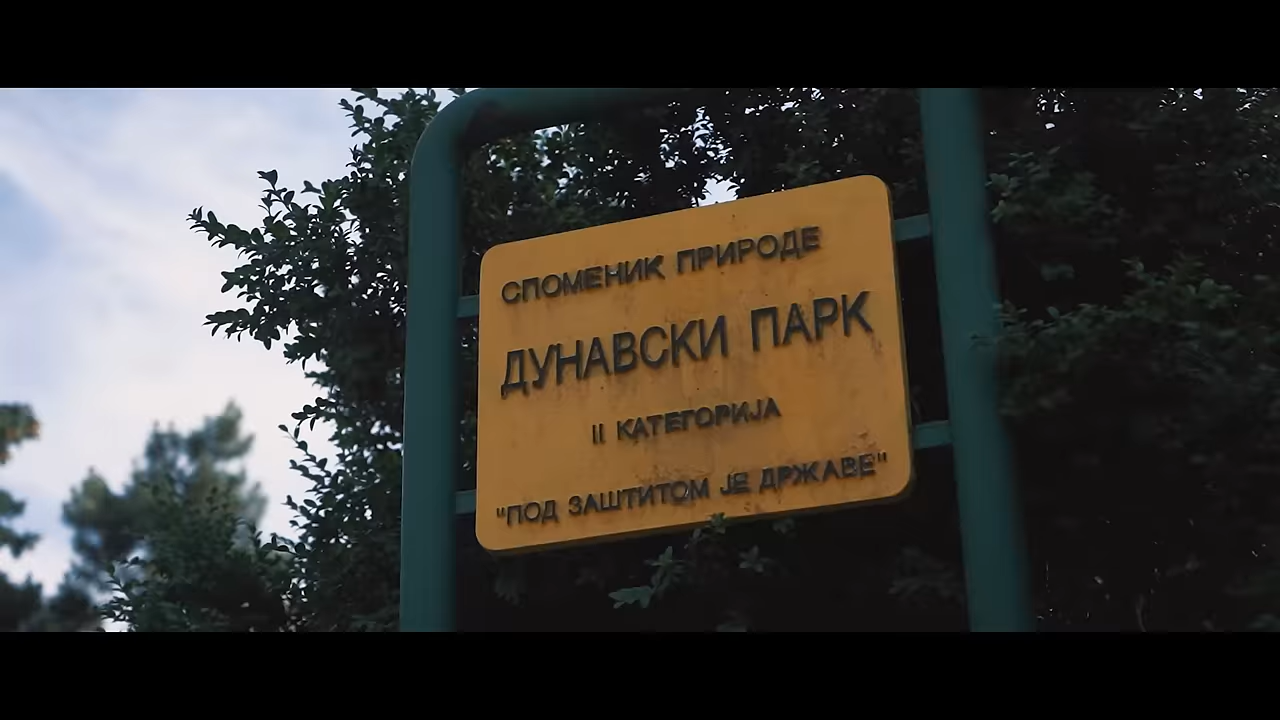 СПОМЕНИК ПРИРОДЕ
ДУНАВСКИ ПАРК
II КАТЕГОРИЈА
"ПОД ЗАШТИТОМ ЈЕ ДРЖАВЕ"